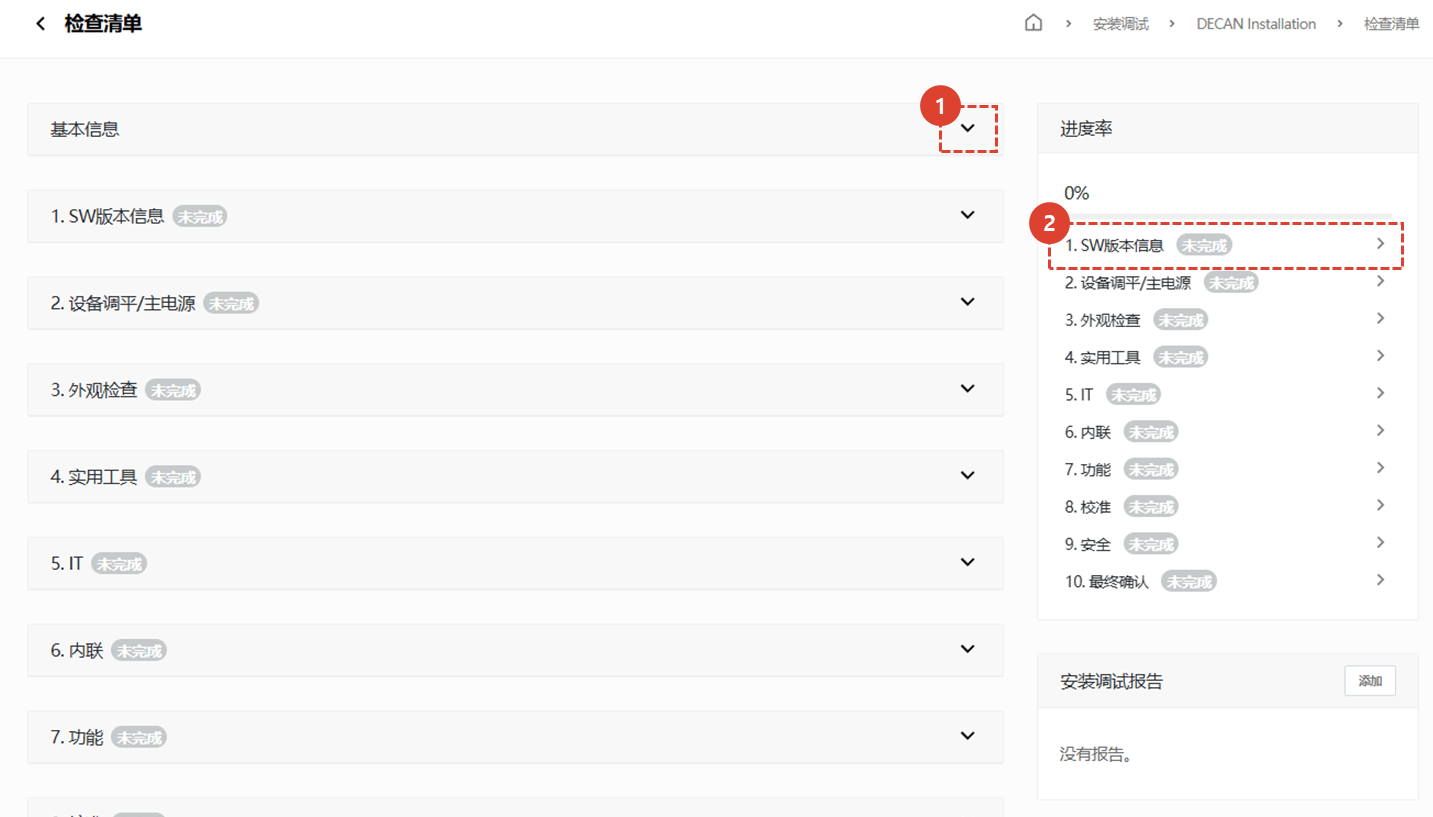 检查清单
安装调试 DECAN Installation 检查清单
基本信息
1
1. SW版本信息 未完成
2. 设备调平/主电源 未完成
3. 外观检查 未完成
4. 实用工具 未完成
5. IT 未完成
6. 内联 未完成
7. 功能 未完成
进度率
0%
2
1. SW版本信息 未完成
2. 设备调平/主电源 未完成
3. 外观检查 未完成
4. 实用工具 未完成
5. IT 未完成
6. 内联 未完成
7. 功能 未完成
8. 校准 未完成
9. 安全 未完成
10. 最终确认 未完成
安装调试报告 添加
没有报告。